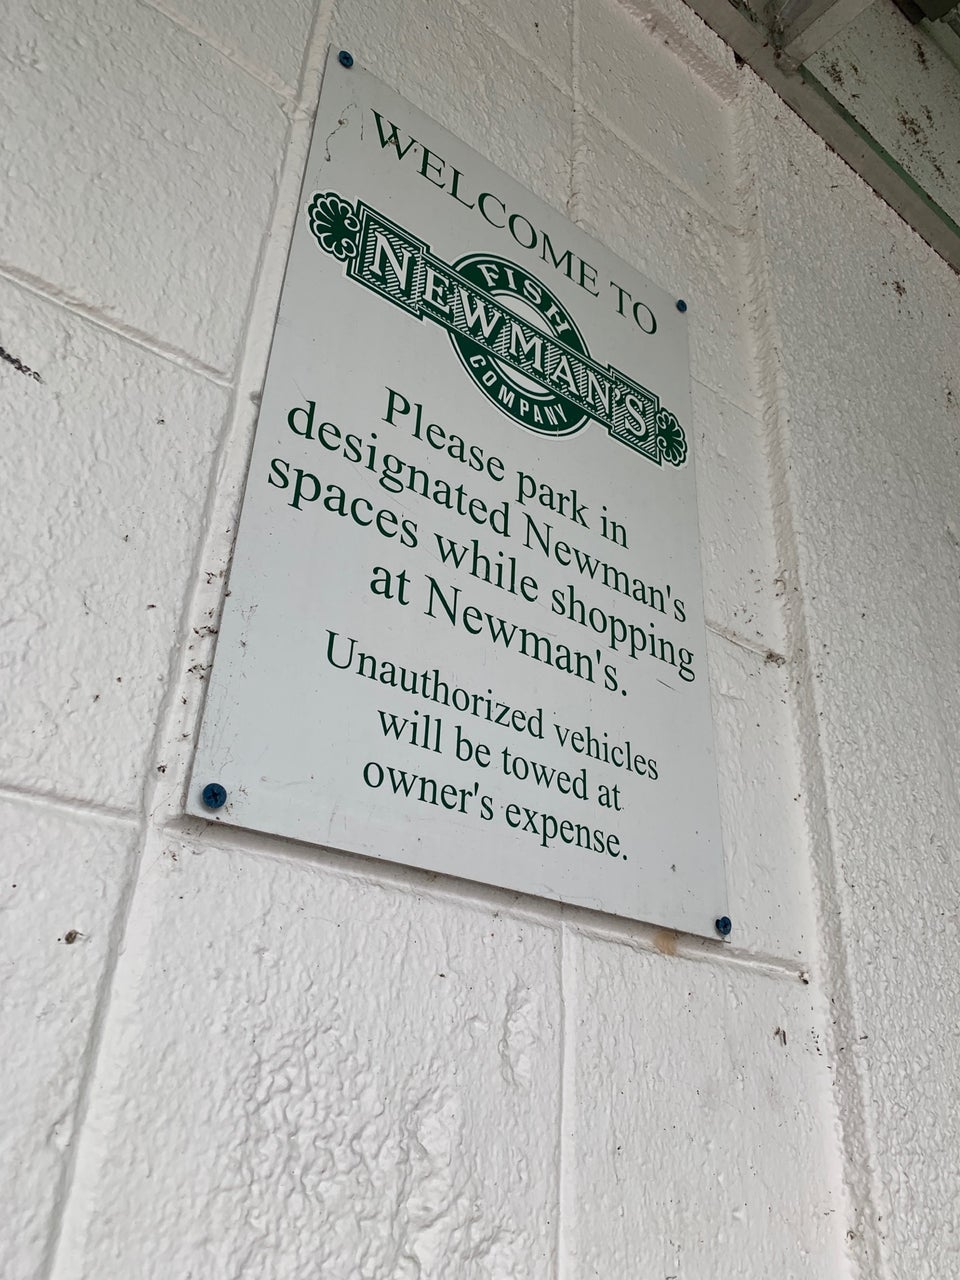 WELCOME TO
FISH
NEWMAN'S
COMPANY
Please park in
designated Newman's
spaces while shopping
at Newman's.
Unauthorized vehicles
will be towed at
owner's expense.